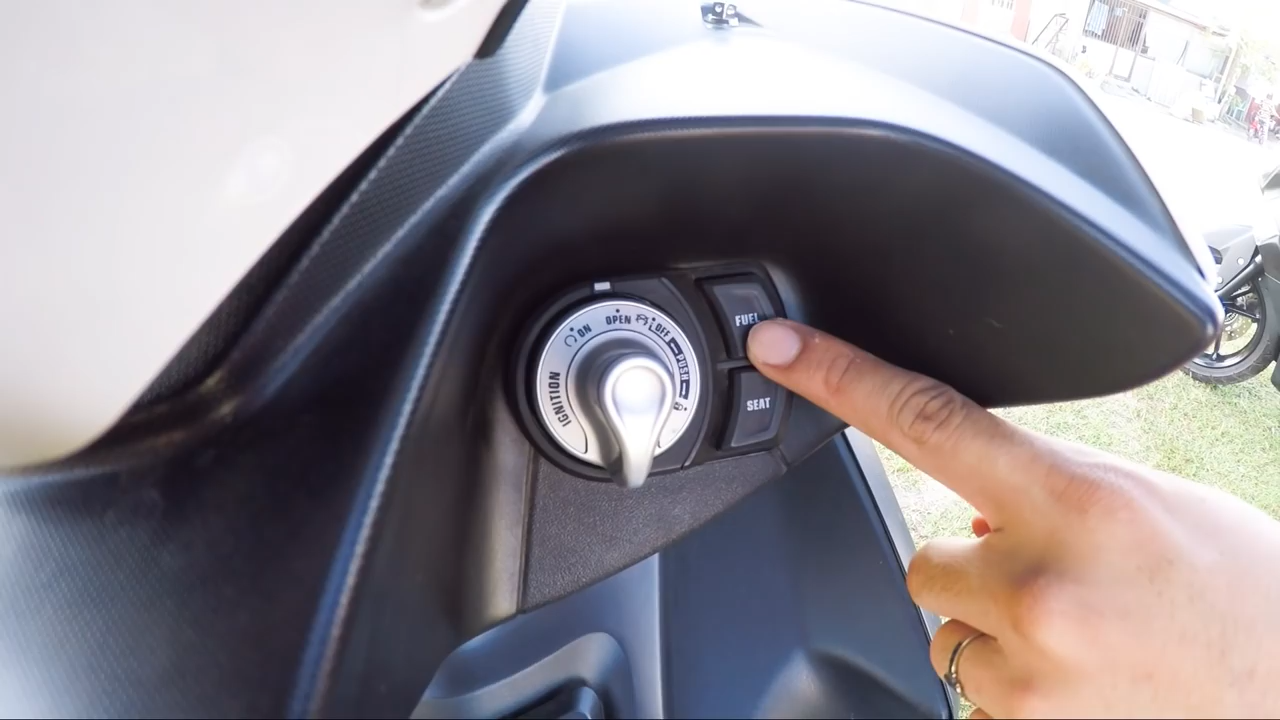 IGNITION
ON
OPEN
OFF
PUSH
FUEL
SEAT